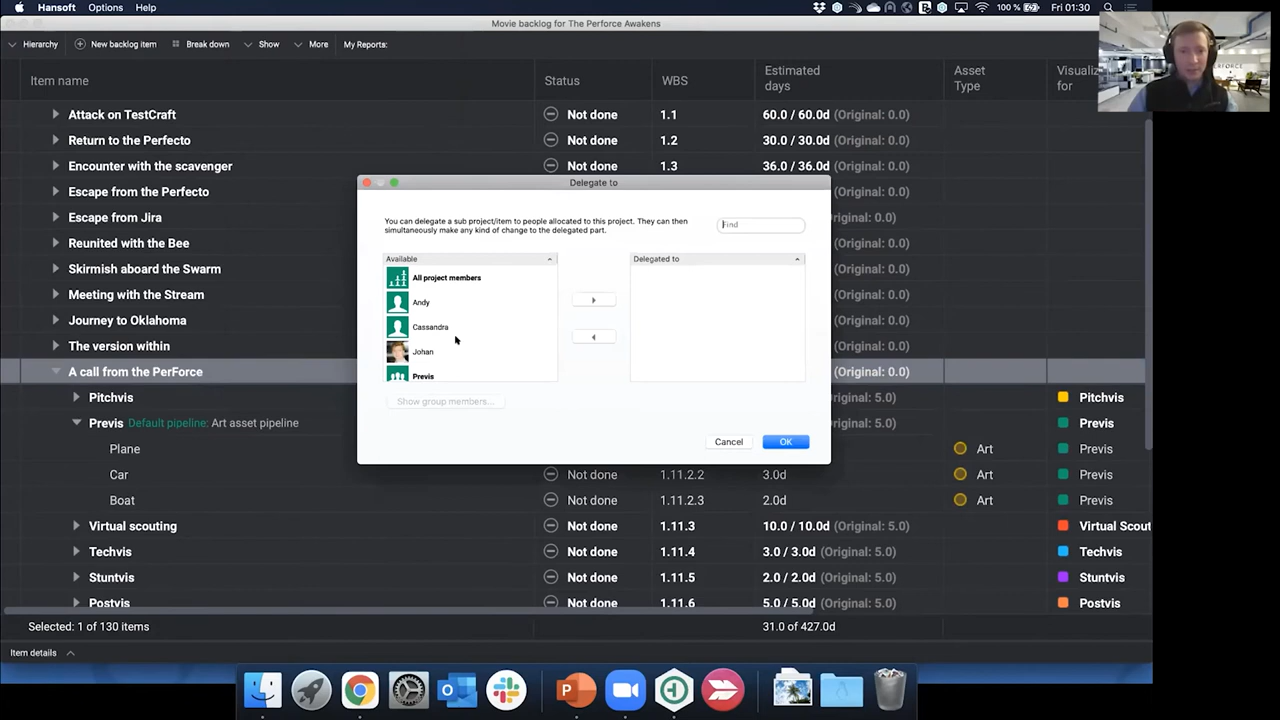 Hansoft Options Help
100 % Fri 01:30
Movie backlog for The Perforce Awakens
Hierarchy New backlog item Break down Show More My Reports:
Item name Status WBS Estimated days Asset Type Visualiz for
Attack on TestCraft Not done 1.1 60.0 / 60.0d (Original: 0.0)
Return to the Perfecto Not done 1.2 30.0 / 30.0d (Original: 0.0)
Encounter with the scavenger Not done 1.3 36.0 / 36.0d (Original: 0.0)
Escape from the Perfecto (Original: 0.0)
Escape from Jira (Original: 0.0)
Reunited with the Bee (Original: 0.0)
Skirmish aboard the Swarm (Original: 0.0)
Meeting with the Stream (Original: 0.0)
Journey to Oklahoma (Original: 0.0)
The version within (Original: 0.0)
A call from the PerForce (Original: 0.0)
Pitchvis (Original: 5.0) Pitchvis
Previs Default pipeline: Art asset pipeline (Original: 5.0) Previs
Plane Art Previs
Car Not done 1.11.2.2 3.0d Art Previs
Boat Not done 1.11.2.3 2.0d Art Previs
Virtual scouting Not done 1.11.3 10.0 / 10.0d (Original: 5.0) Virtual Scout
Techvis Not done 1.11.4 3.0 / 3.0d (Original: 5.0) Techvis
Stuntvis Not done 1.11.5 2.0 / 2.0d (Original: 5.0) Stuntvis
Postvis Not done 1.11.6 5.0 / 5.0d (Original: 5.0) Postvis
Selected: 1 of 130 items 31.0 of 427.0d
Item details
Delegate to
You can delegate a sub project/item to people allocated to this project. They can then
simultaneously make any kind of change to the delegated part.
Find
Available Delegated to
All project members
Andy
Cassandra
Johan
Previs
Show group members...
Cancel OK